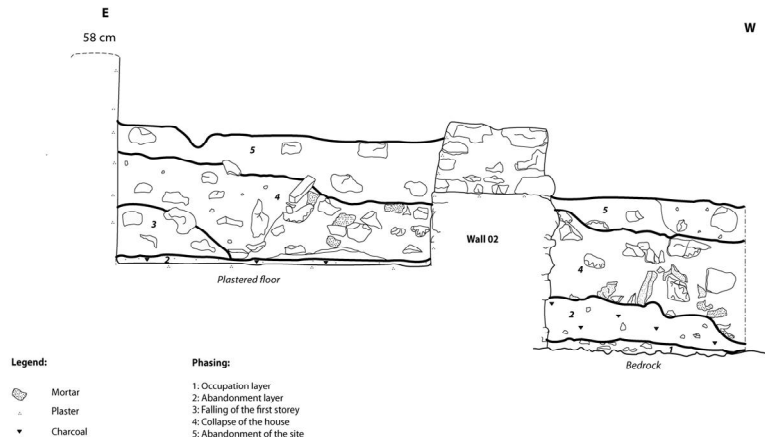 E
W
58 cm
5
4
3
2
Plastered floor
Wall 02
5
4
2
1
Bedrock
Legend:
Mortar
Plaster
Charcoal
Phasing:
1: Occupation layer
2: Abandonment layer
3: Falling of the first storey
4: Collapse of the house
5: Abandonment of the site